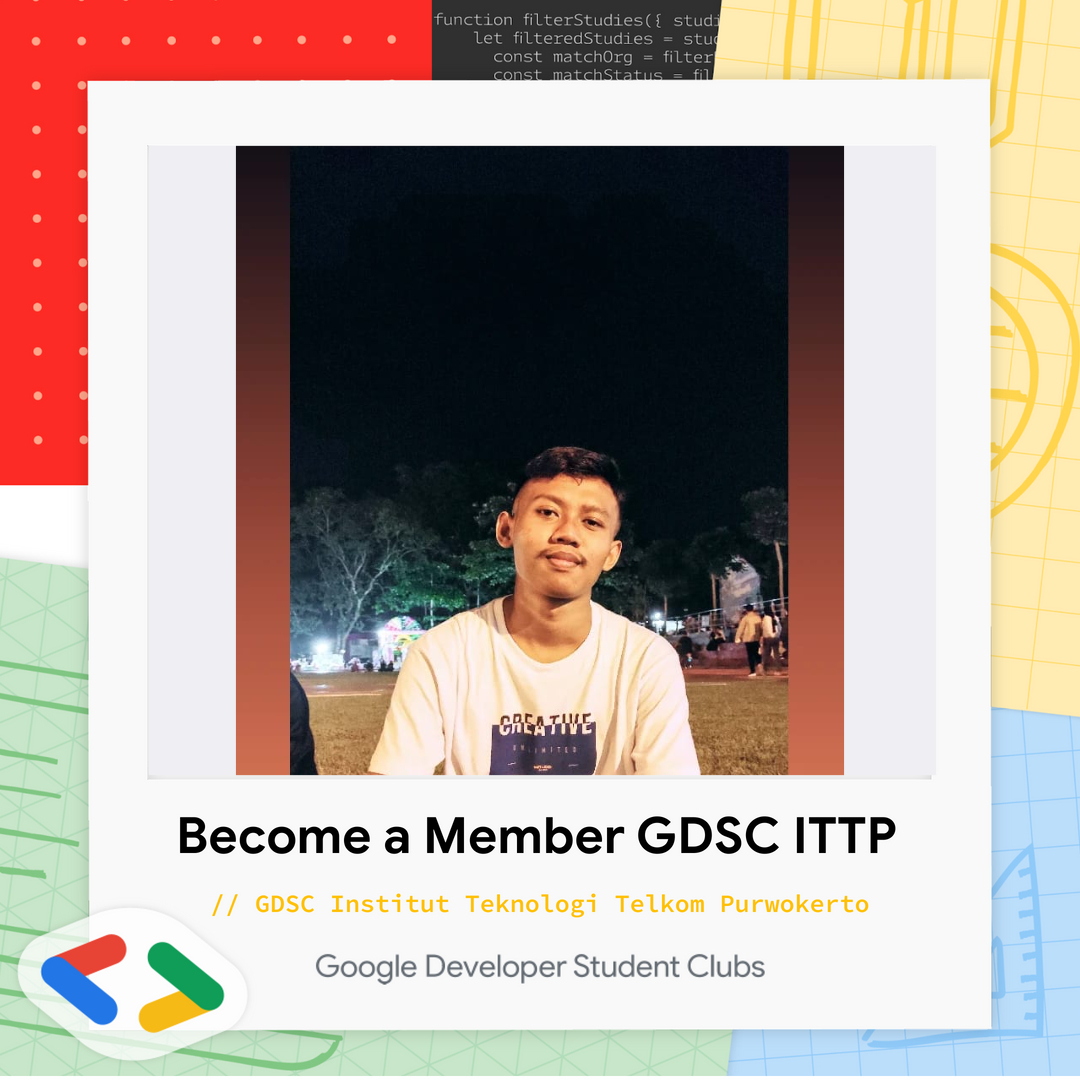 function filterStudies({ studi
let filteredStudies = stud
const matchOrg = filter
const matchStatus = fil
CREATIVE
UNLIMITED
Become a Member GDSC ITTP
// GDSC Institut Teknologi Telkom Purwokerto
Google Developer Student Clubs